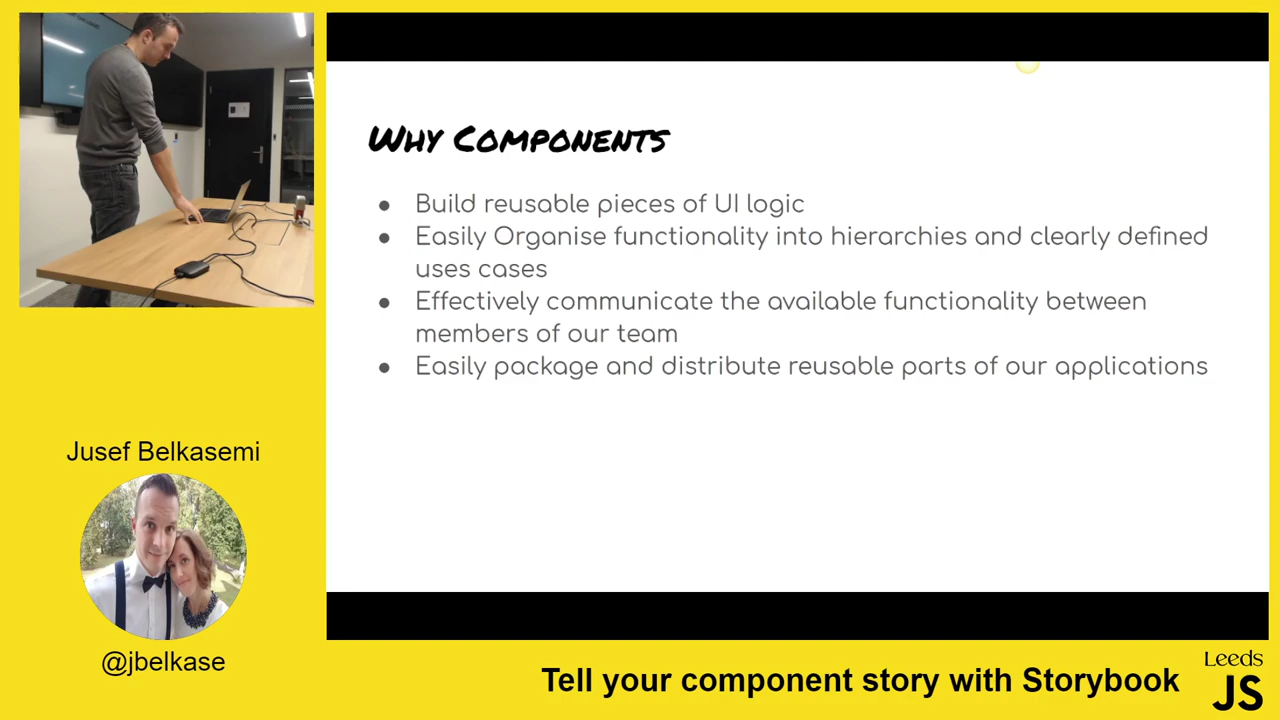 Why Components
● Build reusable pieces of UI logic
● Easily Organise functionality into hierarchies and clearly defined
uses cases
● Effectively communicate the available functionality between
members of our team
● Easily package and distribute reusable parts of our applications
Jusef Belkasemi
@jbelkase
Tell your component story with Storybook
Leeds
JS